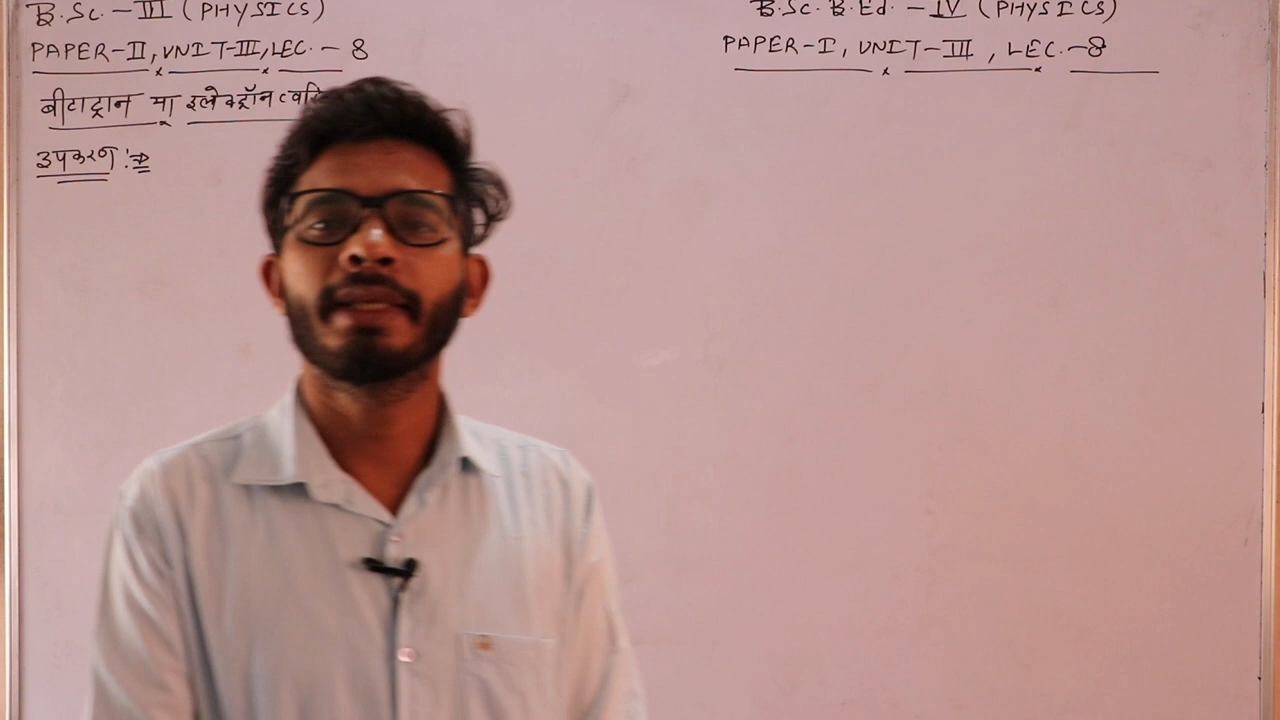 B.Sc.-III (PHYSICS)
PAPER-II, UNIT-III, LEC.-8
बीटाट्रान या इलेक्ट्रॉन
उपकरण :⇒
B.Sc. B.Ed. - IV (PHYSICS)
PAPER-I, UNIT-III, LEC.-8